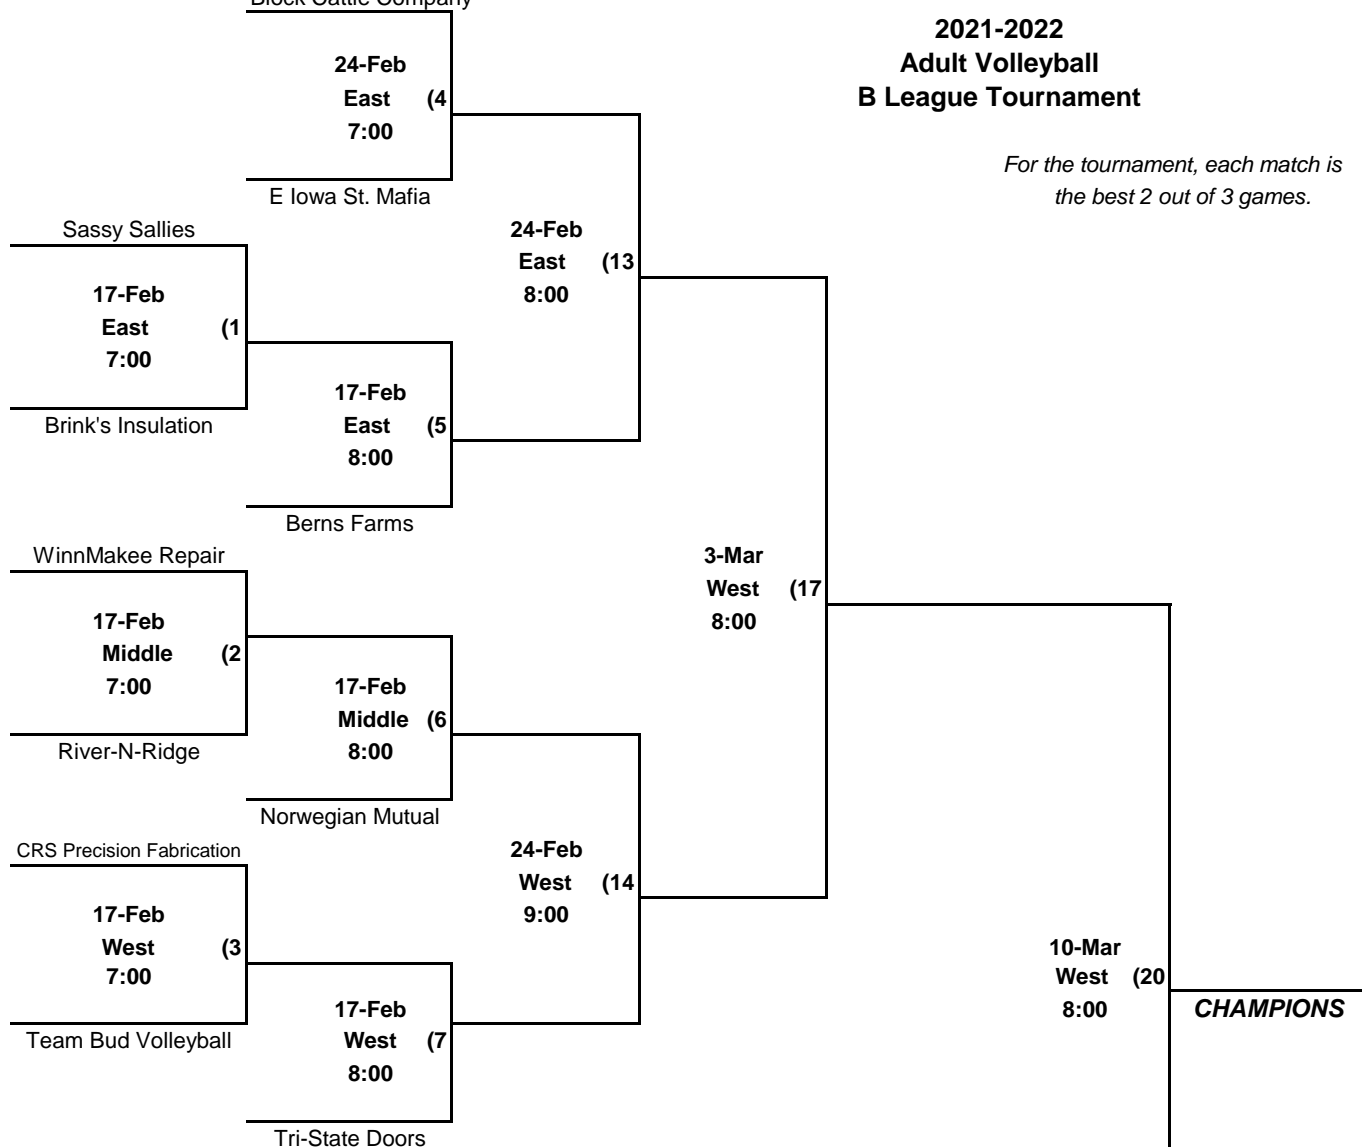 Block Cattle Company
2021-2022
Adult Volleyball
B League Tournament
24-Feb
East (4
7:00
For the tournament, each match is
the best 2 out of 3 games.
E Iowa St. Mafia
Sassy Sallies
24-Feb
East (13
8:00
17-Feb
East (1
7:00
17-Feb
East (5
8:00
Brink's Insulation
Berns Farms
WinnMakee Repair
3-Mar
West (17
8:00
17-Feb
Middle (2
7:00
17-Feb
Middle (6
8:00
River-N-Ridge
Norwegian Mutual
CRS Precision Fabrication
24-Feb
West (14
9:00
17-Feb
West (3
7:00
10-Mar
West (20
8:00
CHAMPIONS
17-Feb
West (7
8:00
Team Bud Volleyball
Tri-State Doors